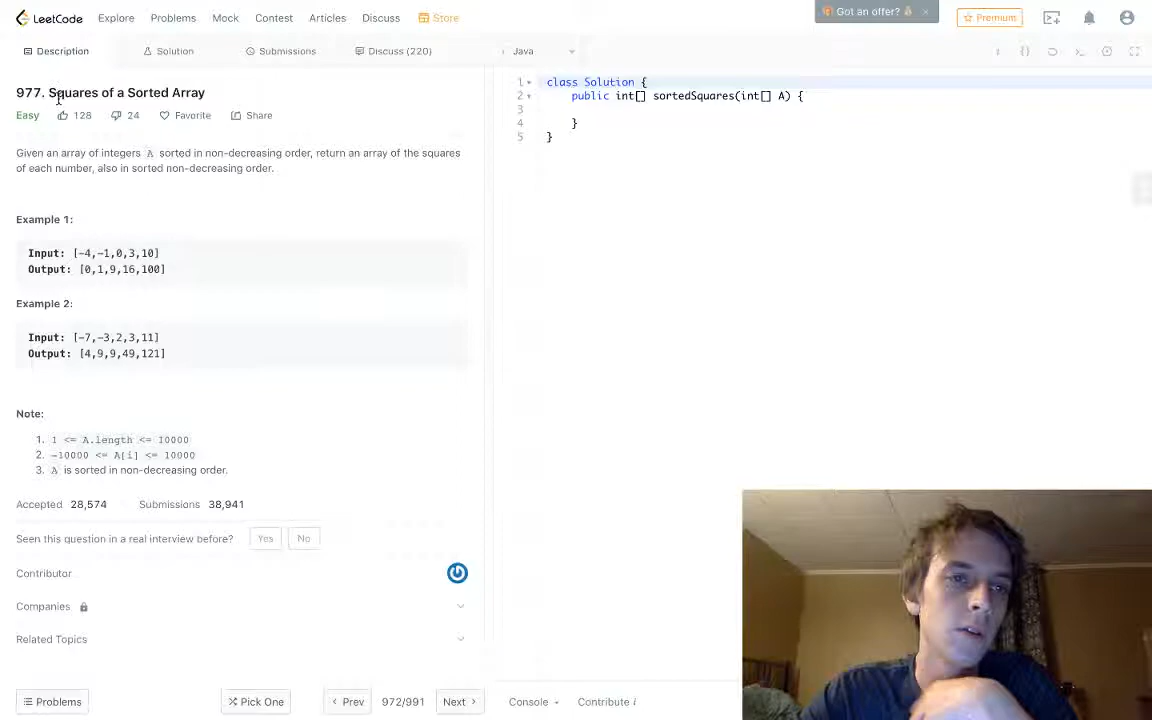 LeetCode Explore Problems Mock Contest Articles Discuss Store Got an offer? × Premium
Description Solution Submissions Discuss (220) i Java
977. Squares of a Sorted Array
Easy 128 24 Favorite Share
Given an array of integers A sorted in non-decreasing order, return an array of the squares
of each number, also in sorted non-decreasing order.
Example 1:
Input: [-4,-1,0,3,10]
Output: [0,1,9,16,100]
Example 2:
Input: [-7,-3,2,3,11]
Output: [4,9,9,49,121]
Note:
1. 1 <= A.length <= 10000
2. -10000 <= A[i] <= 10000
3. A is sorted in non-decreasing order.
Accepted 28,574 Submissions 38,941
Seen this question in a real interview before? Yes No
Contributor
Companies
Related Topics
Problems Pick One Prev 972/991 Next
1 class Solution {
2 public int[] sortedSquares(int[] A) {
3
4 }
5 }
Console Contribute i